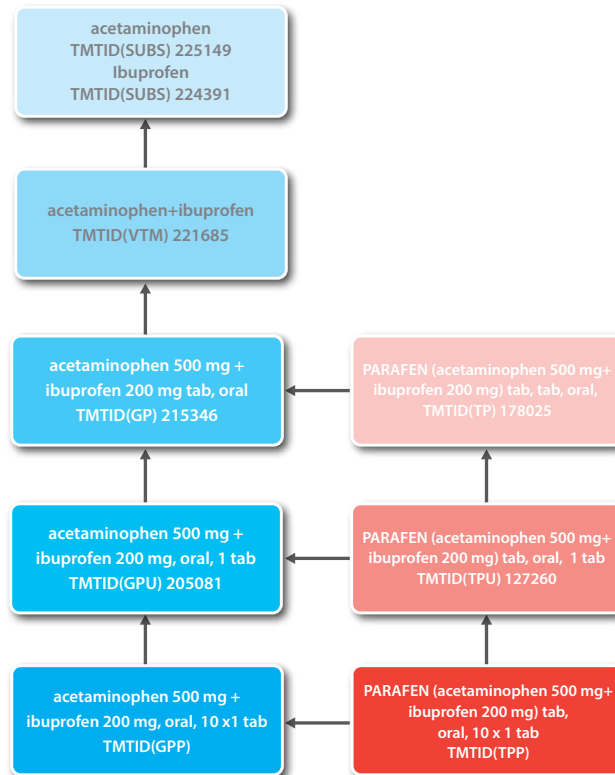 acetaminophen
TMTID(SUBS) 225149
Ibuprofen
TMTID(SUBS) 224391
acetaminophen+ibuprofen
TMTID(VTM) 221685
acetaminophen 500 mg +
ibuprofen 200 mg tab, oral
TMTID(GP) 215346
PARAFEN (acetaminophen 500 mg+
ibuprofen 200 mg) tab, tab, oral,
TMTID(TP) 178025
acetaminophen 500 mg +
ibuprofen 200 mg, oral, 1 tab
TMTID(GPU) 205081
PARAFEN (acetaminophen 500 mg+
ibuprofen 200 mg) tab, oral, 1 tab
TMTID(TPU) 127260
acetaminophen 500 mg +
ibuprofen 200 mg, oral, 10 x1 tab
TMTID(GPP)
PARAFEN (acetaminophen 500 mg+
ibuprofen 200 mg) tab,
oral, 10 x 1 tab
TMTID(TPP)